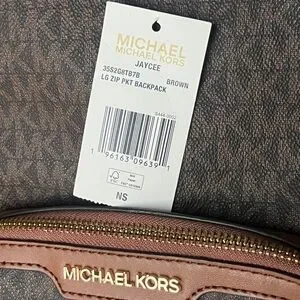 MICHAEL
MICHAEL KORS
JAYCEE
35S2G8TB7B BROWN
LG ZIP PKT BACKPACK
1 96163 09639 1
NS
MICHAEL KORS